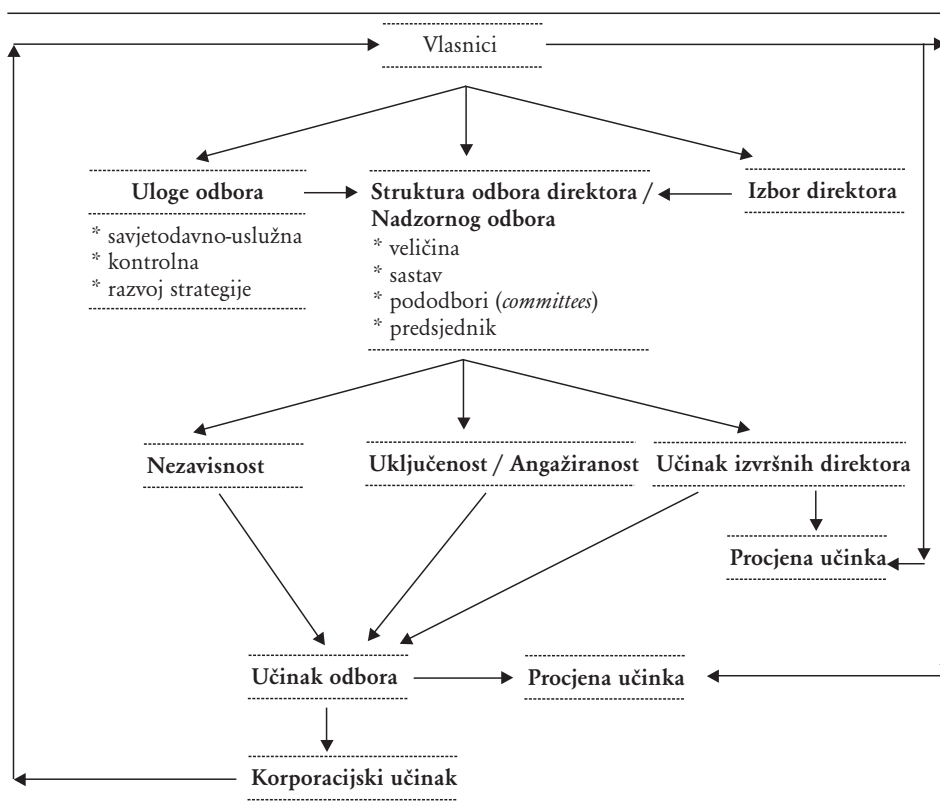 Vlasnici
Uloge odbora
* savjetodavno-uslužna
* kontrolna
* razvoj strategije
Struktura odbora direktora /
Nadzornog odbora
* veličina
* sastav
* pododbori (committees)
* predsjednik
Izbor direktora
Nezavisnost
Uključenost / Angažiranost
Učinak izvršnih direktora
Procjena učinka
Učinak odbora
Procjena učinka
Korporacijski učinak